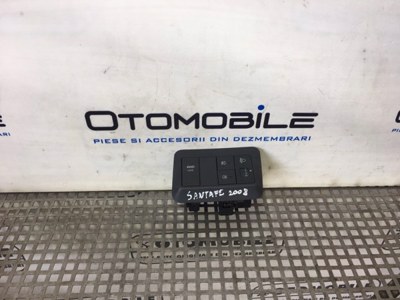 OTOMOBILE
PIESE SI ACCESORII DIN DEZMEMBRARI
SANTAFE 2008